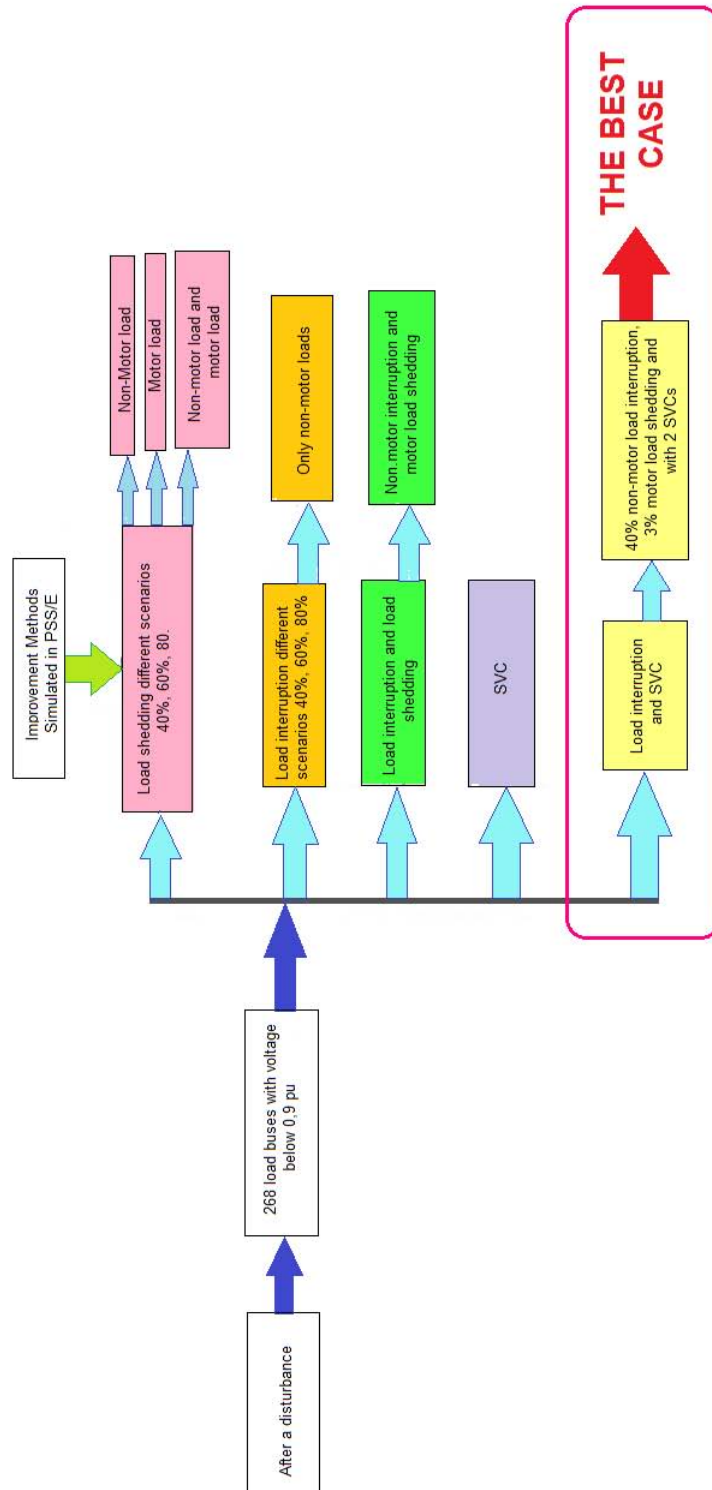 Improvement Methods
Simulated in PSS/E
Load shedding different scenarios
40%, 60%, 80.
Non-Motor load
Motor load
Non-motor load and
motor load
After a disturbance
268 load buses with voltage
below 0,9 pu
Load interruption different
scenarios 40%, 60%, 80%
Only non-motor loads
Load interruption and load
shedding
Non.motor interruption and
motor load shedding
SVC
Load interruption
and SVC
40% non-motor load interruption,
3% motor load shedding and
with 2 SVCs
THE BEST
CASE